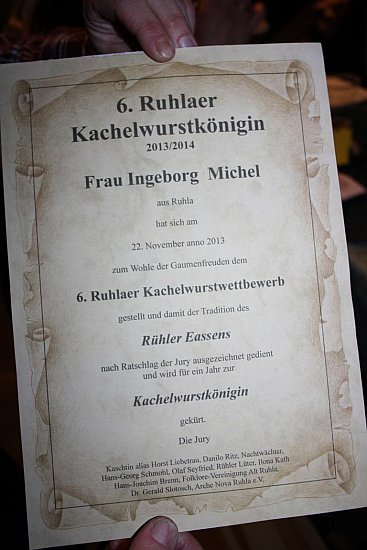 6. Ruhlaer
Kachelwurstkönigin
2013/2014
Frau Ingeborg Michel
aus Ruhla
hat sich am
22. November anno 2013
zum Wohle der Gaumenfreuden dem
6. Ruhlaer Kachelwurstwettbewerb
gestellt und damit der Tradition des
Rühler Eassens
nach Ratschlag der Jury ausgezeichnet gedient
und wird für ein Jahr zur
Kachelwurstkönigin
gekürt.
Die Jury
Kaschtin alias Horst Liebetrau, Danilo Ritz, Nachtwächter,
Hans-Georg Schmohl, Olaf Seyfried, Rühler Lüter, Ilona Kath
Hans-Joachim Brenn, Folklore-Vereinigung Alt Ruhla,
Dr. Gerald Slotosch, Arche Nova Ruhla e.V.